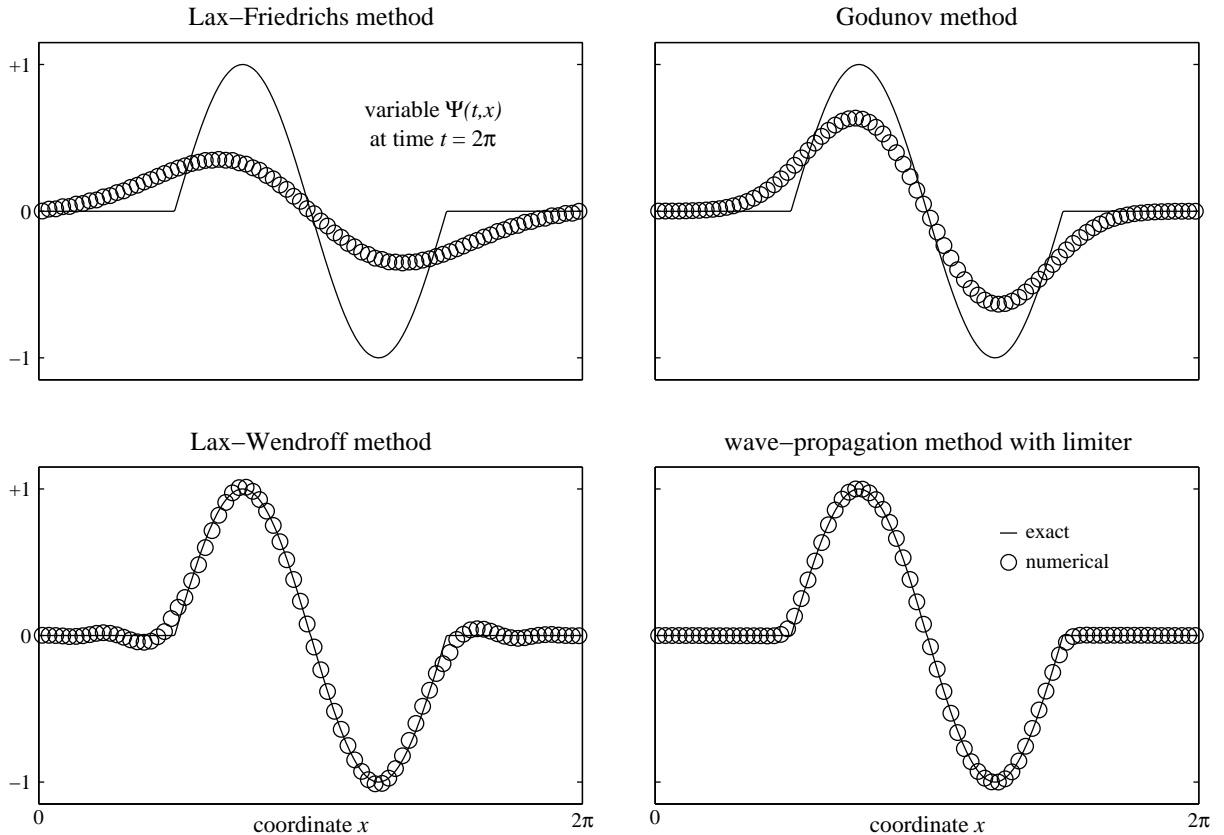 Lax−Friedrichs method
+1
0
−1
variable Ψ(t,x)
at time t = 2π
Godunov method
Lax−Wendroff method
+1
0
−1
0
coordinate x
2π
wave−propagation method with limiter
exact
numerical
0
coordinate x
2π